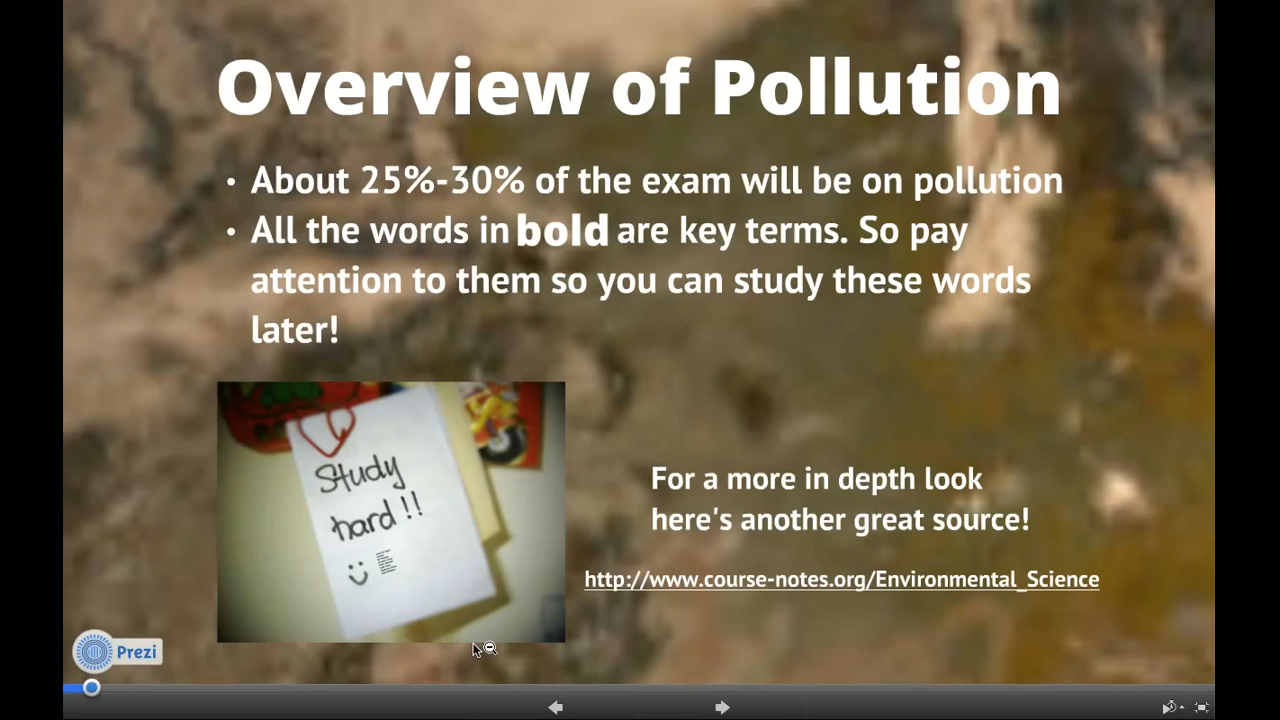 Overview of Pollution
• About 25%-30% of the exam will be on pollution
• All the words in bold are key terms. So pay
attention to them so you can study these words
later!
Study
hard!!
For a more in depth look
here's another great source!
http://www.course-notes.org/Environmental_Science
Prezi